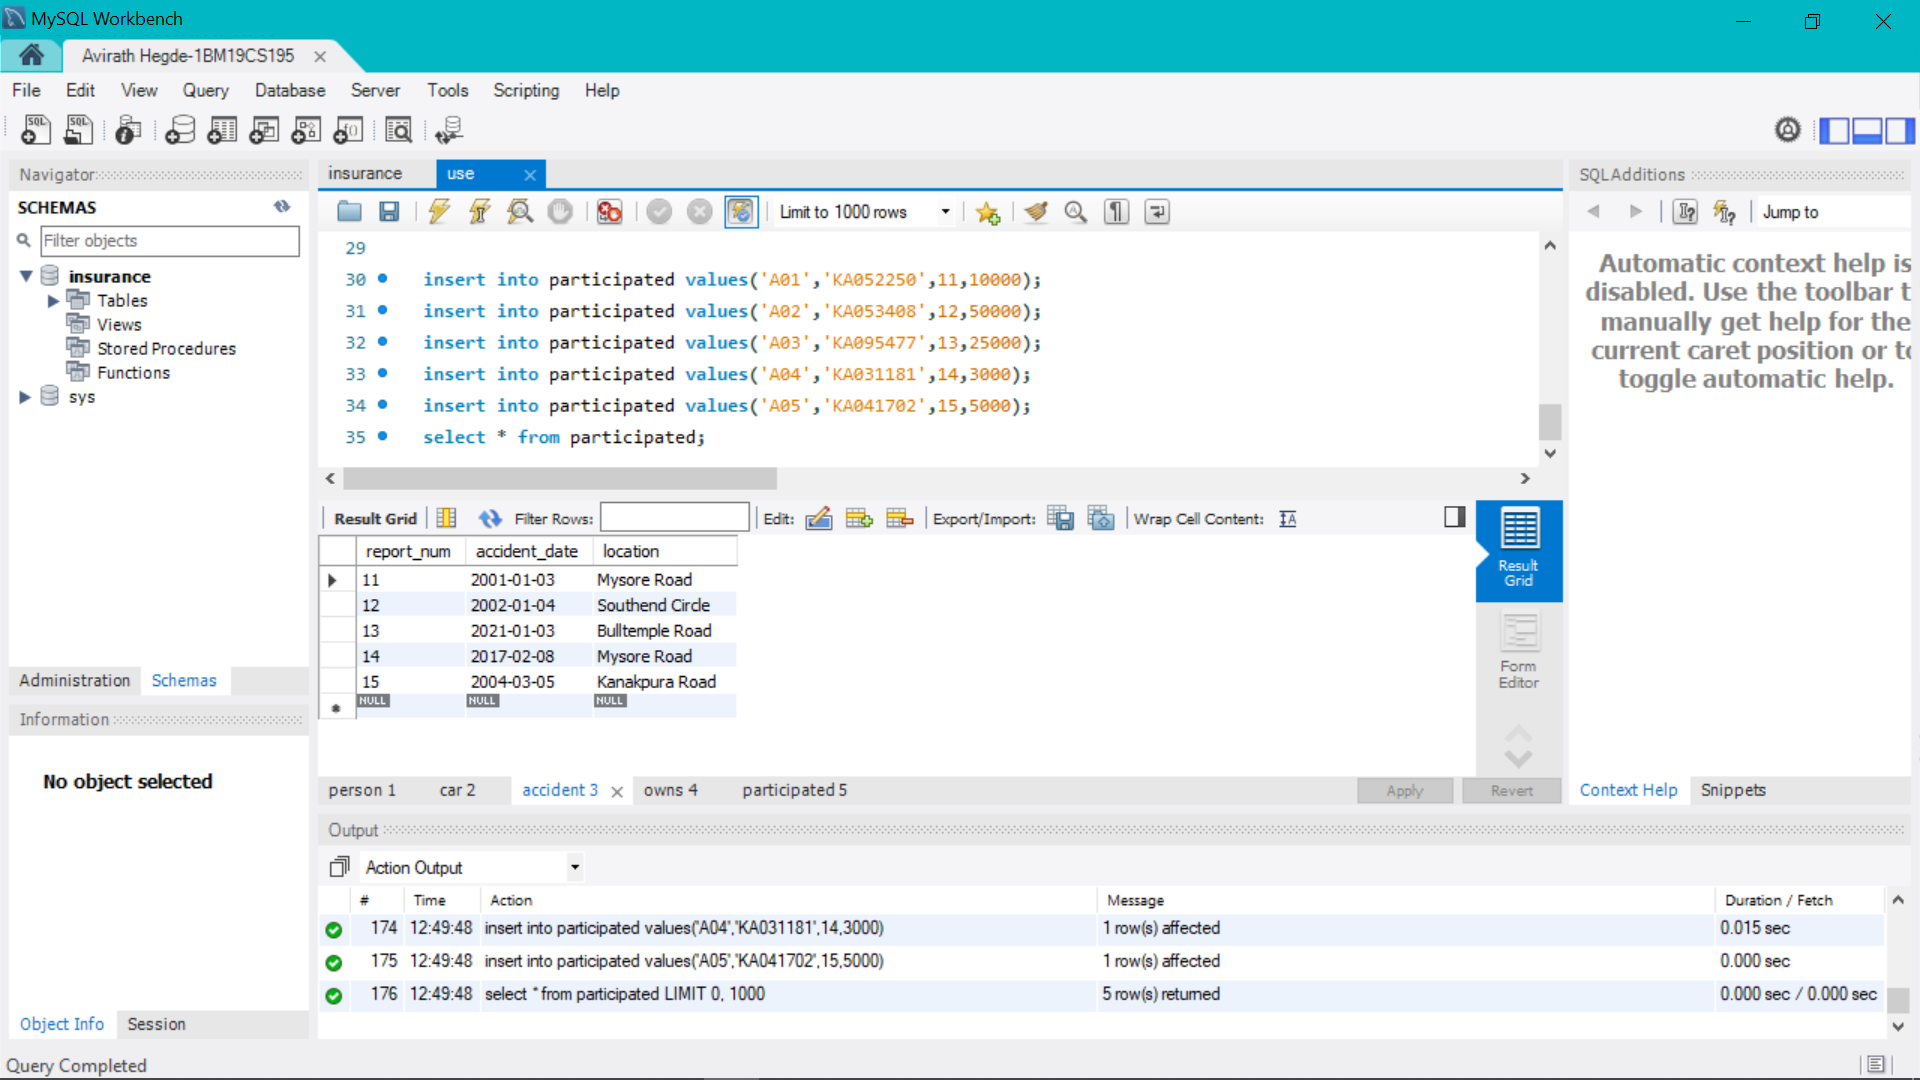 MySQL Workbench
Avirath Hegde-1BM19CS195
File Edit View Query Database Server Tools Scripting Help
Navigator
SCHEMAS
Filter objects
insurance
Tables
Views
Stored Procedures
Functions
sys
Administration Schemas
Information
No object selected
Object Info Session
insurance use
Limit to 1000 rows
29
30 insert into participated values('A01','KA052250',11,10000);
31 insert into participated values('A02','KA053408',12,50000);
32 insert into participated values('A03','KA095477',13,25000);
33 insert into participated values('A04','KA031181',14,3000);
34 insert into participated values('A05','KA041702',15,5000);
35 select * from participated;
Result Grid Filter Rows: Edit: Export/Import: Wrap Cell Content:
report_num accident_date location
11 2001-01-03 Mysore Road
12 2002-01-04 Southend Circle
13 2021-01-03 Bulltemple Road
14 2017-02-08 Mysore Road
15 2004-03-05 Kanakpura Road
NULL NULL NULL
Result
Grid
Form
Editor
person 1 car 2 accident 3 owns 4 participated 5 Apply Revert
SQLAdditions
Jump to
Automatic context help is
disabled. Use the toolbar t
manually get help for the
current caret position or to
toggle automatic help.
Context Help Snippets
Output
Action Output
# Time Action Message Duration / Fetch
174 12:49:48 insert into participated values('A04','KA031181',14,3000) 1 row(s) affected 0.015 sec
175 12:49:48 insert into participated values('A05','KA041702',15,5000) 1 row(s) affected 0.000 sec
176 12:49:48 select * from participated LIMIT 0, 1000 5 row(s) returned 0.000 sec / 0.000 sec
Query Completed